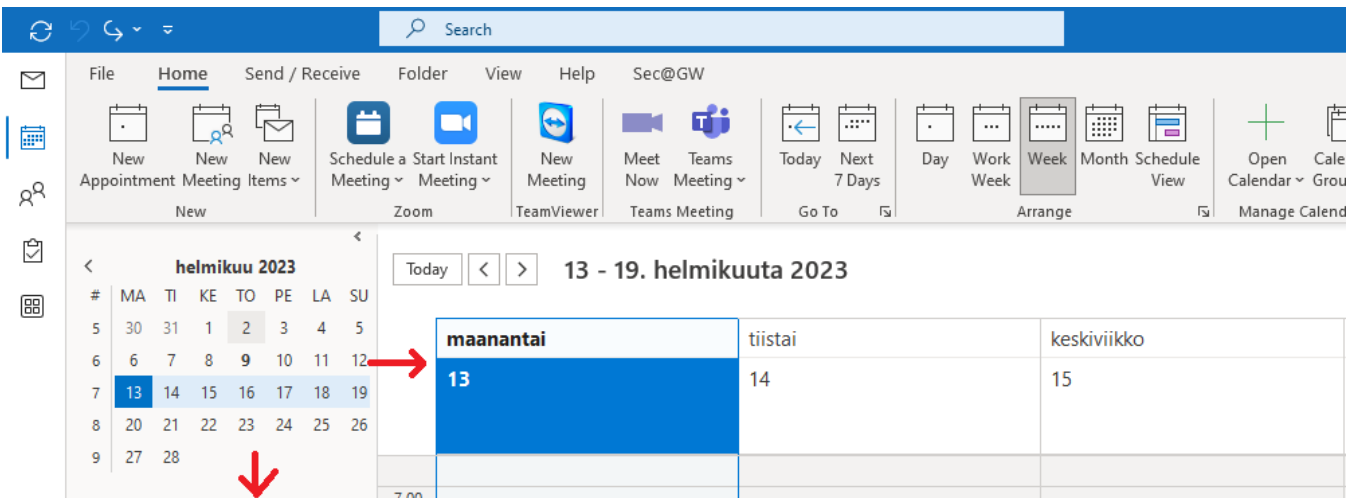 Search
File Home Send / Receive Folder View Help Sec@GW
New Appointment
New Meeting
New Items
New
Schedule a Meeting
Start Instant Meeting
Zoom
New Meeting
TeamViewer
Meet Now
Teams Meeting
Teams Meeting
Today
Next 7 Days
Go To
Day
Work Week
Week
Month
Schedule View
Arrange
Open Calendar
Cale
Grou
Manage Calend
helmikuu 2023
# MA TI KE TO PE LA SU
5 30 31 1 2 3 4 5
6 6 7 8 9 10 11 12
7 13 14 15 16 17 18 19
8 20 21 22 23 24 25 26
9 27 28
Today
13 - 19. helmikuuta 2023
maanantai tiistai keskiviikko
13 14 15